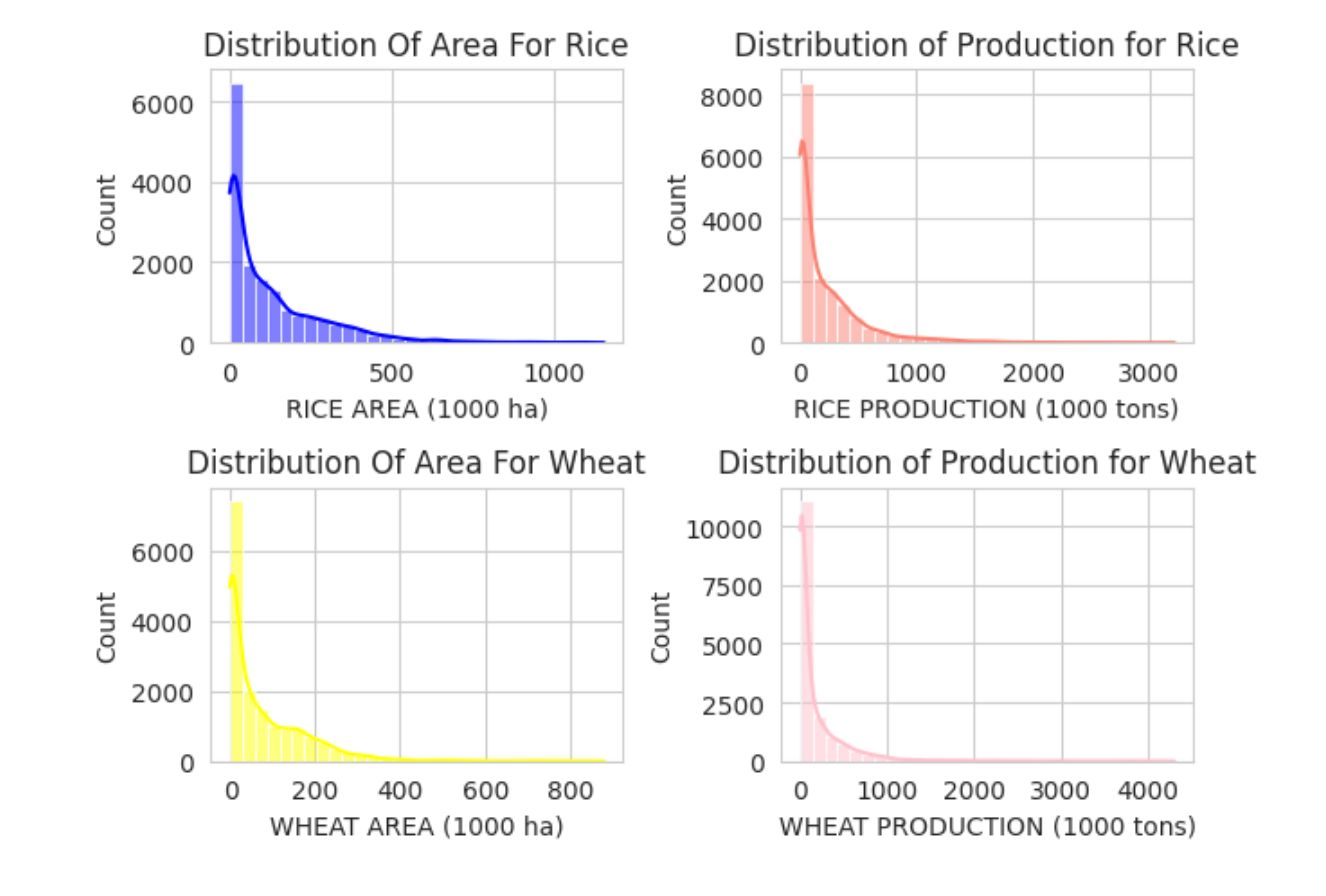 Distribution Of Area For Rice
6000
4000
2000
0
Count
0 500 1000
RICE AREA (1000 ha)
Distribution of Production for Rice
8000
6000
4000
2000
0
Count
0 1000 2000 3000
RICE PRODUCTION (1000 tons)
Distribution Of Area For Wheat
6000
4000
2000
0
Count
0 200 400 600 800
WHEAT AREA (1000 ha)
Distribution of Production for Wheat
10000
7500
5000
2500
0
Count
0 1000 2000 3000 4000
WHEAT PRODUCTION (1000 tons)